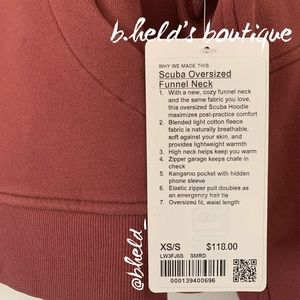 b.held's boutique
WHY WE MADE THIS
Scuba Oversized
Funnel Neck
1. With a new, cozy funnel neck
and the same fabric you love,
this oversized Scuba Hoodie
maximizes post-practice comfort
2. Blended light cotton fleece
fabric is naturally breathable,
soft against your skin, and
provides lightweight warmth
3. High neck helps keep you warm
4. Zipper garage keeps chafe in
check
5. Kangaroo pocket with hidden
phone sleeve
6. Elastic zipper pull doubles as
an emergency hair tie
7. Oversized fit, waist length
XS/S $118.00
LW3FJ6S SMRD
000139400696
@bheld_